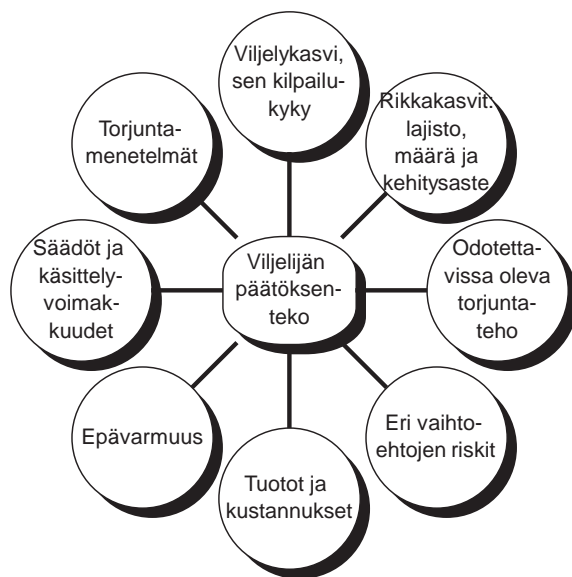 Viljelykasvi,
sen kilpailu-
kyky
Rikkakasvit:
lajisto,
määrä ja
kehitysaste
Odotetta-
vissa oleva
torjunta-
teho
Eri vaihto-
ehtojen riskit
Tuotot ja
kustannukset
Epävarmuus
Säädöt ja
käsittely-
voimak-
kuudet
Torjunta-
menetelmät
Viljelijän
päätöksen-
teko